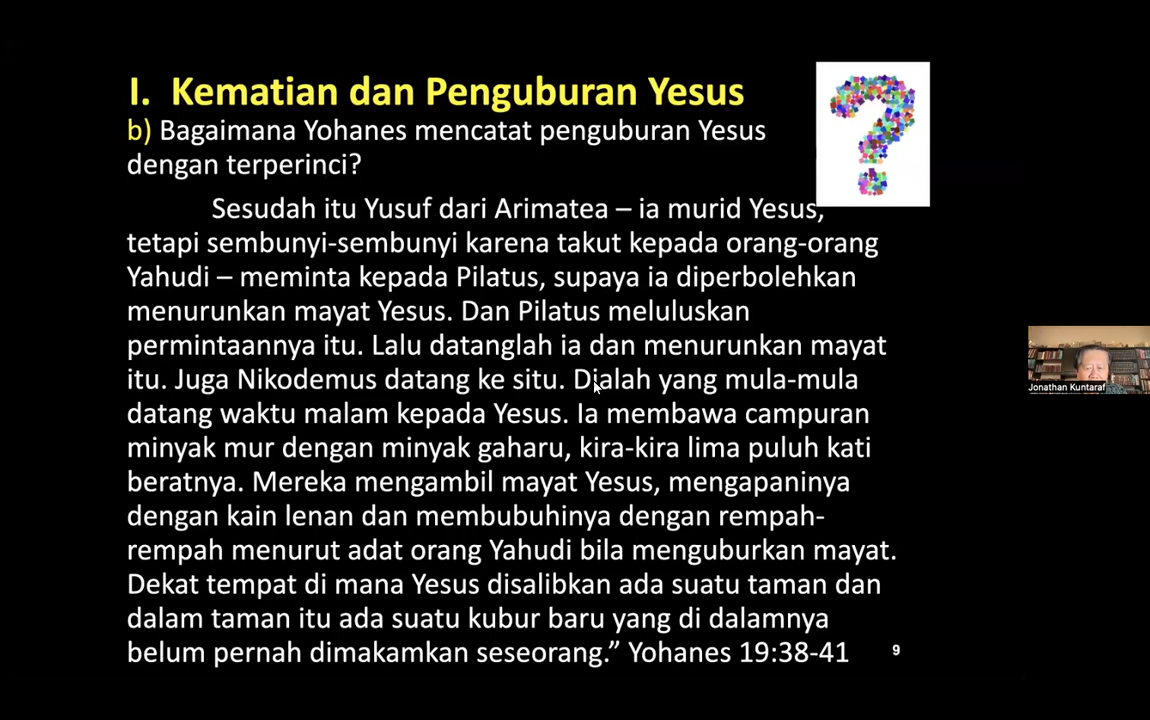 I. Kematian dan Penguburan Yesus
b) Bagaimana Yohanes mencatat penguburan Yesus
dengan terperinci?
Sesudah itu Yusuf dari Arimatea – ia murid Yesus,
tetapi sembunyi-sembunyi karena takut kepada orang-orang
Yahudi – meminta kepada Pilatus, supaya ia diperbolehkan
menurunkan mayat Yesus. Dan Pilatus meluluskan
permintaannya itu. Lalu datanglah ia dan menurunkan mayat
itu. Juga Nikodemus datang ke situ. Dialah yang mula-mula
datang waktu malam kepada Yesus. Ia membawa campuran
minyak mur dengan minyak gaharu, kira-kira lima puluh kati
beratnya. Mereka mengambil mayat Yesus, mengapaninya
dengan kain lenan dan membubuhinya dengan rempah-
rempah menurut adat orang Yahudi bila menguburkan mayat.
Dekat tempat di mana Yesus disalibkan ada suatu taman dan
dalam taman itu ada suatu kubur baru yang di dalamnya
belum pernah dimakamkan seseorang.” Yohanes 19:38-41
9
Jonathan Kuntaraf